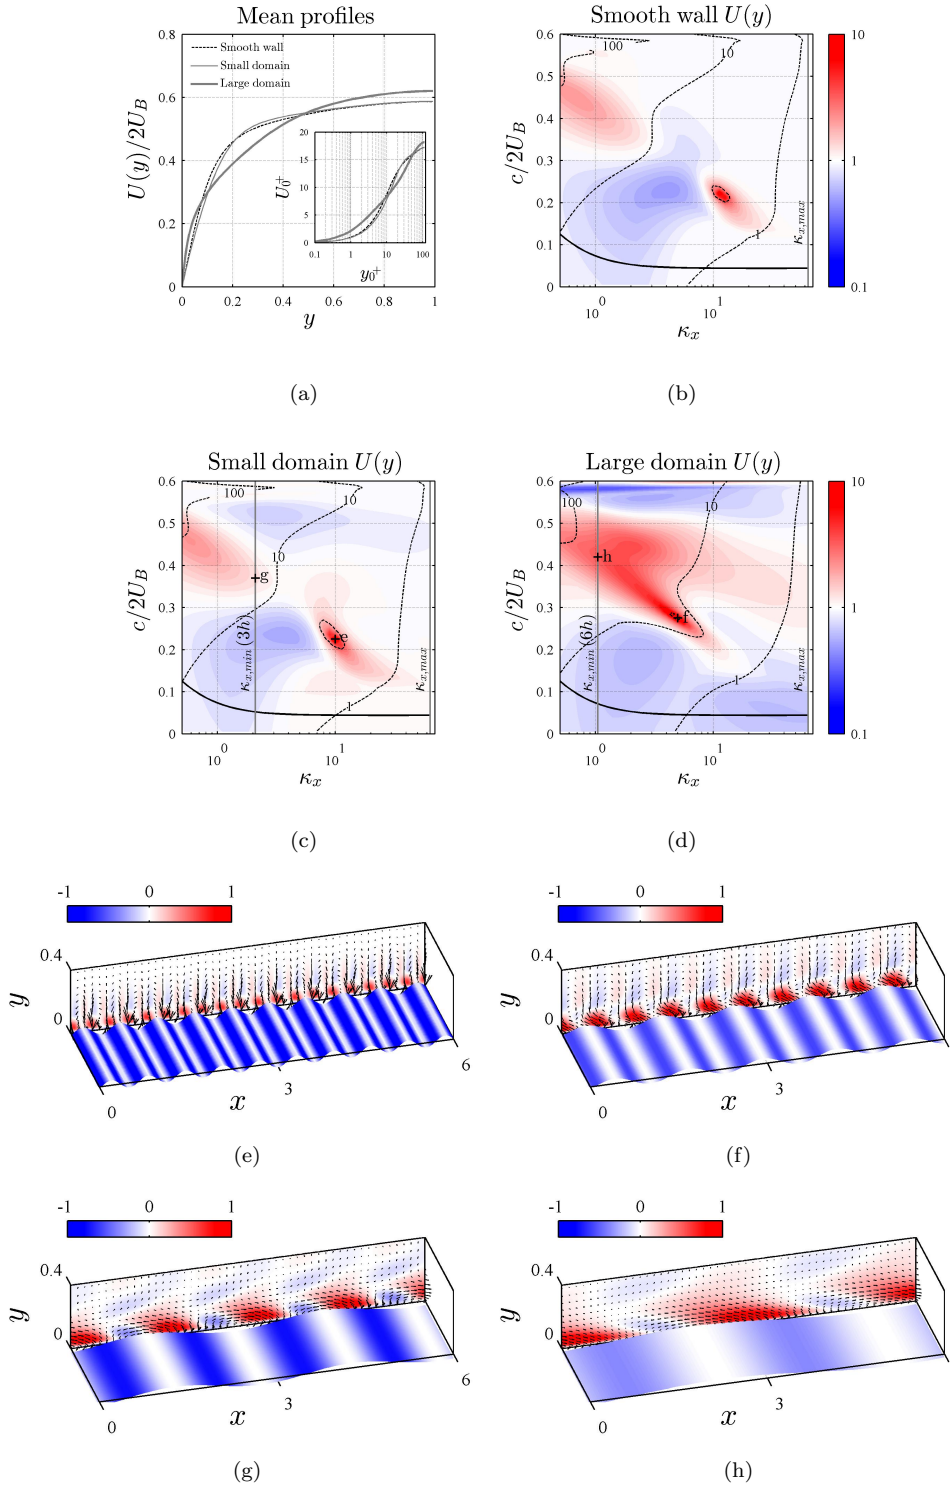 Mean profiles
0.8
0.6
0.4
0.2
0
U(y)/2U_B
Smooth wall
Small domain
Large domain
20
15
10
5
0
U_0^+
0.1 1 10 100
y_0^+
0 0.2 0.4 0.6 0.8 1
y
(a)
Smooth wall U(y)
0.6
0.5
0.4
0.3
0.2
0.1
0
c/2U_B
100
10
1
κ_{x,max}
10^0 10^1
κ_x
10
1
0.1
(b)
Small domain U(y)
0.6
0.5
0.4
0.3
0.2
0.1
0
c/2U_B
100
10
10
g
e
1
κ_{x,min} (3h)
κ_{x,max}
10^0 10^1
κ_x
(c)
Large domain U(y)
0.6
0.5
0.4
0.3
0.2
0.1
0
c/2U_B
100
10
h
f
1
κ_{x,min} (6h)
κ_{x,max}
10^0 10^1
κ_x
10
1
0.1
(d)
-1 0 1
0.4
0
y
0 3 6
x
(e)
-1 0 1
0.4
0
y
0 3
x
(f)
-1 0 1
0.4
0
y
0 3 6
x
(g)
-1 0 1
0.4
0
y
0 3
x
(h)